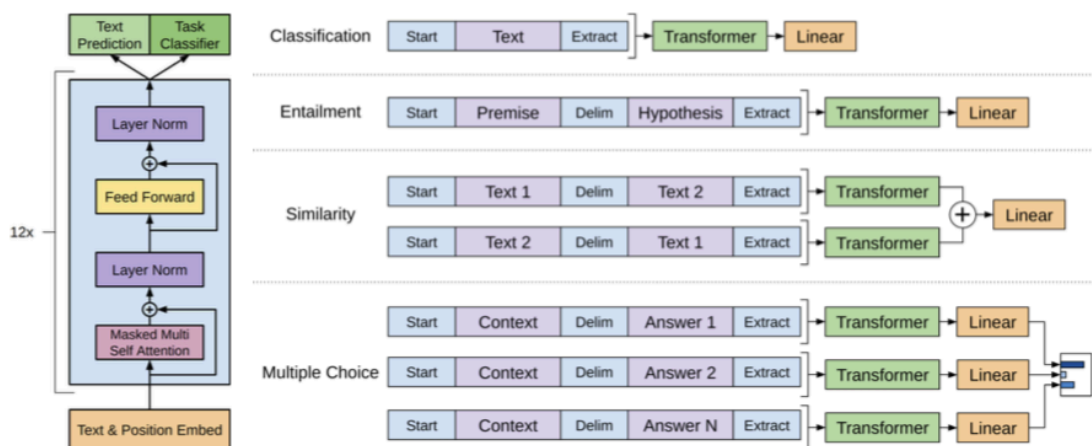 Text
Prediction
Task
Classifier
Layer Norm
Feed Forward
12x
Layer Norm
Masked Multi
Self Attention
Text & Position Embed
Classification
Start Text Extract Transformer Linear
Entailment
Start Premise Delim Hypothesis Extract Transformer Linear
Similarity
Start Text 1 Delim Text 2 Extract Transformer
+ Linear
Start Text 2 Delim Text 1 Extract Transformer
Multiple Choice
Start Context Delim Answer 1 Extract Transformer Linear
Start Context Delim Answer 2 Extract Transformer Linear
Start Context Delim Answer N Extract Transformer Linear